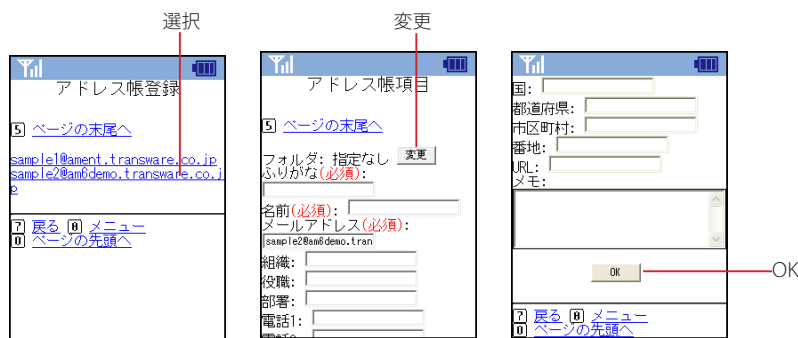 選択
変更
アドレス帳登録
5 ページの末尾へ
sample1@ament.transware.co.jp
sample2@am6demo.transware.co.j
p
7 戻る 8 メニュー
0 ページの先頭へ
アドレス帳項目
5 ページの末尾へ
フォルダ: 指定なし 変更
ふりがな(必須):
名前(必須):
メールアドレス(必須):
sample2@am6demo.tran
組織:
役職:
部署:
電話1:
国:
都道府県:
市区町村:
番地:
URL:
メモ:
OK
OK
7 戻る 8 メニュー
0 ページの先頭へ